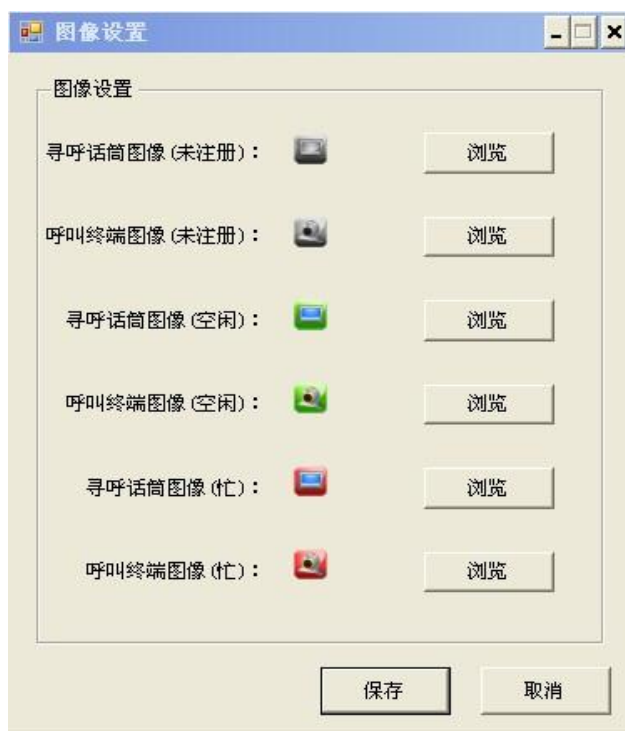 图像设置
图像设置
寻呼话筒图像(未注册)： 浏览
呼叫终端图像(未注册)： 浏览
寻呼话筒图像(空闲)： 浏览
呼叫终端图像(空闲)： 浏览
寻呼话筒图像(忙)： 浏览
呼叫终端图像(忙)： 浏览
保存 取消